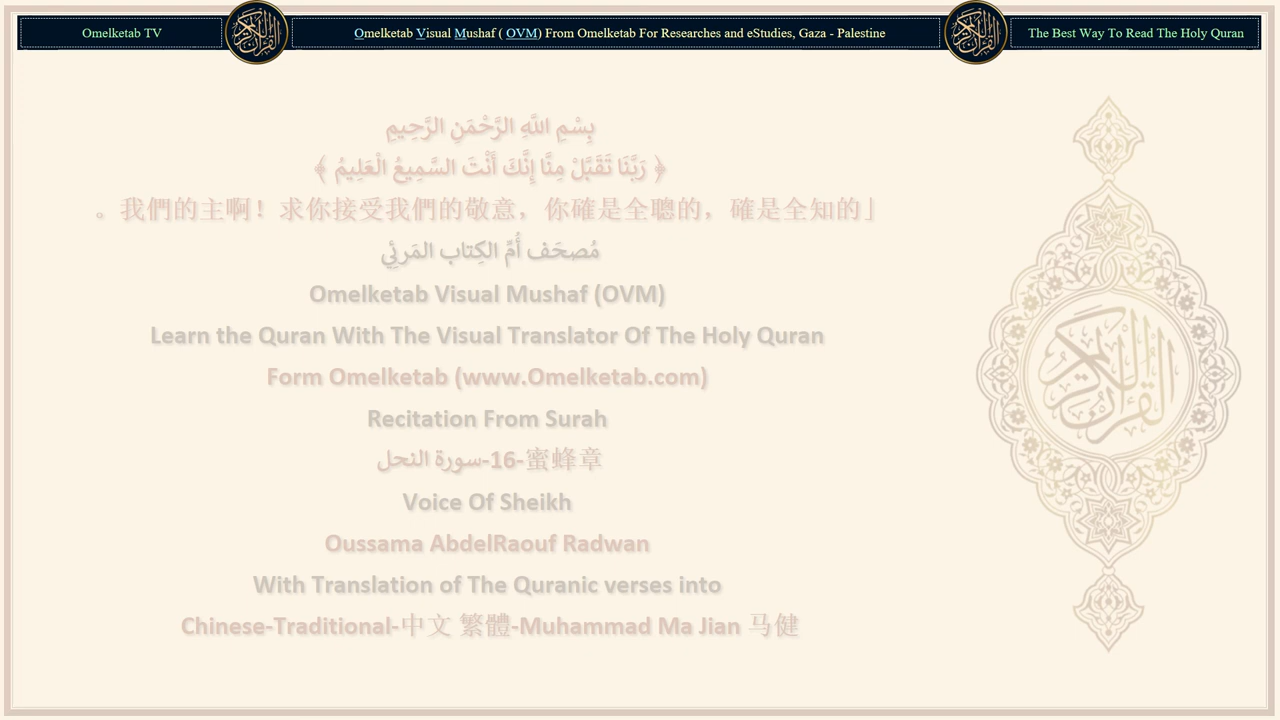 Omelketab TV
Omelketab Visual Mushaf ( OVM) From Omelketab For Researches and eStudies, Gaza - Palestine
The Best Way To Read The Holy Quran
بِسْمِ اللَّهِ الرَّحْمَنِ الرَّحِيمِ
﴿ رَبَّنَا تَقَبَّلْ مِنَّا إِنَّكَ أَنْتَ السَّمِيعُ الْعَلِيمُ ﴾
。我們的主啊！求你接受我們的敬意，你確是全聰的，確是全知的」
مُصحَف أُمِّ الكِتاب المَرئِي
Omelketab Visual Mushaf (OVM)
Learn the Quran With The Visual Translator Of The Holy Quran
Form Omelketab (www.Omelketab.com)
Recitation From Surah
سورة النحل-16-蜜蜂章
Voice Of Sheikh
Oussama AbdelRaouf Radwan
With Translation of The Quranic verses into
Chinese-Traditional-中文 繁體-Muhammad Ma Jian 马健
القرآن الكريم